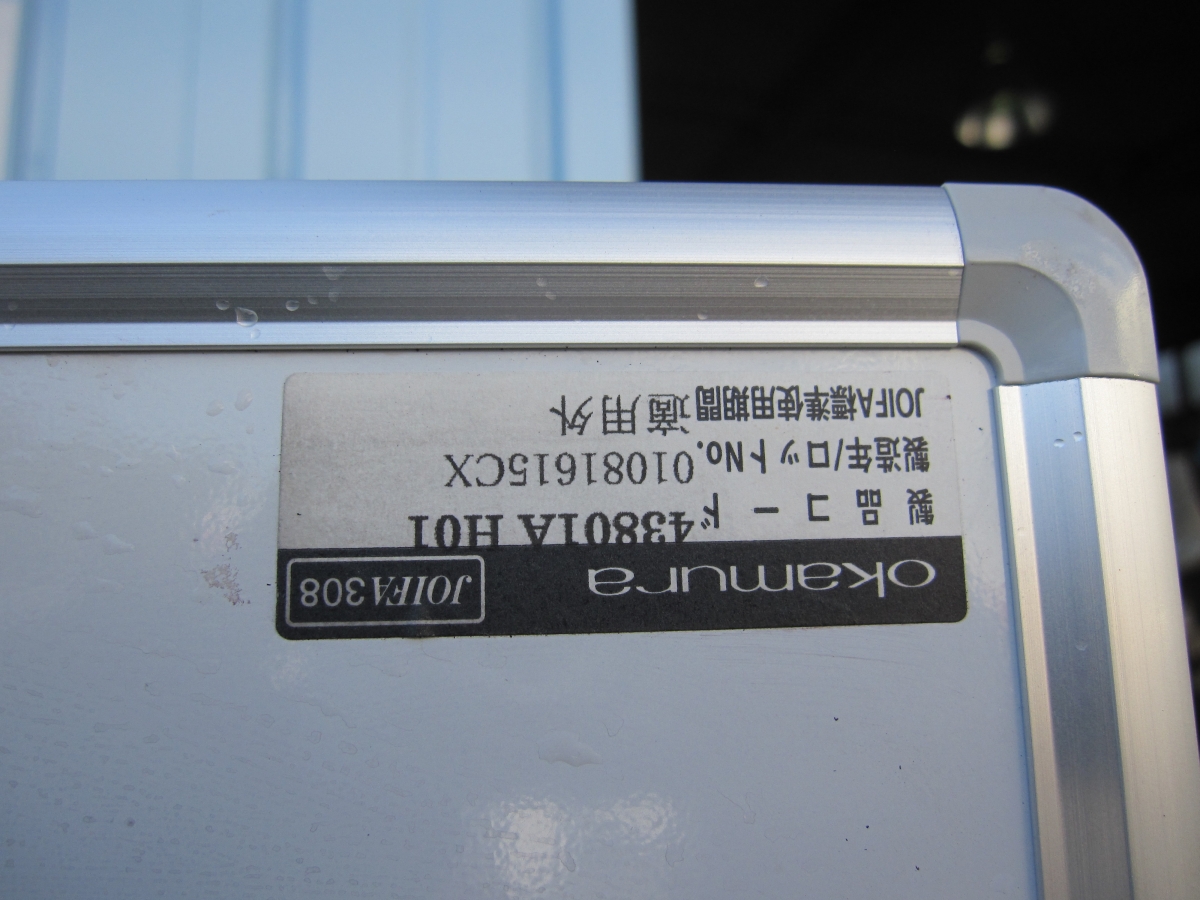 okamura JOIFA308
製品コード 43801A H01
製造年/ロットNo. 01081615CX
JOIFA標準使用期間 適用外